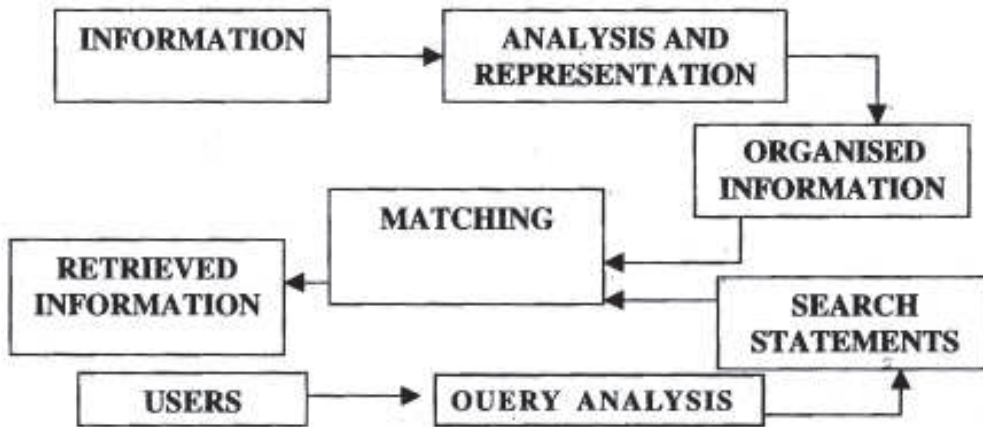 INFORMATION
ANALYSIS AND
REPRESENTATION
ORGANISED
INFORMATION
MATCHING
RETRIEVED
INFORMATION
SEARCH
STATEMENTS
USERS
OUERY ANALYSIS